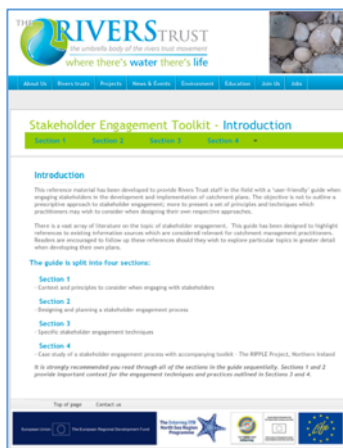 THE RIVERS TRUST
the umbrella body of the rivers trust movement
where there's water there's life
About Us Rivers trusts Projects News & Events Environment Education Join Us Jobs
Stakeholder Engagement Toolkit - Introduction
Section 1 Section 2 Section 3 Section 4
Introduction
This reference material has been developed to provide Rivers Trust staff in the field with a 'user-friendly' guide when
engaging stakeholders in the development and implementation of catchment plans. The objective is not to outline a
prescriptive approach to stakeholder engagement; more to present a set of principles and techniques which
practitioners may wish to consider when designing their own respective approaches.
There is a vast array of literature on the topic of stakeholder engagement. This guide has been designed to highlight
references to existing information sources which are considered relevant for catchment management practitioners.
Readers are encouraged to follow up these references should they wish to explore particular topics in greater detail
when developing their own plans.
The guide is split into four sections:
Section 1
- Context and principles to consider when engaging with stakeholders
Section 2
- Designing and planning a stakeholder engagement process
Section 3
- Specific stakeholder engagement techniques
Section 4
- Case study of a stakeholder engagement process with accompanying toolkit - The RIPPLE Project, Northern Ireland
It is strongly recommended you read through all of the sections in the guide sequentially. Sections 1 and 2
provide important context for the engagement techniques and practices outlined in Sections 3 and 4.
Top of page Contact us
European Union The European Regional Development Fund
The Interreg IVB
North Sea Region
Programme
Life